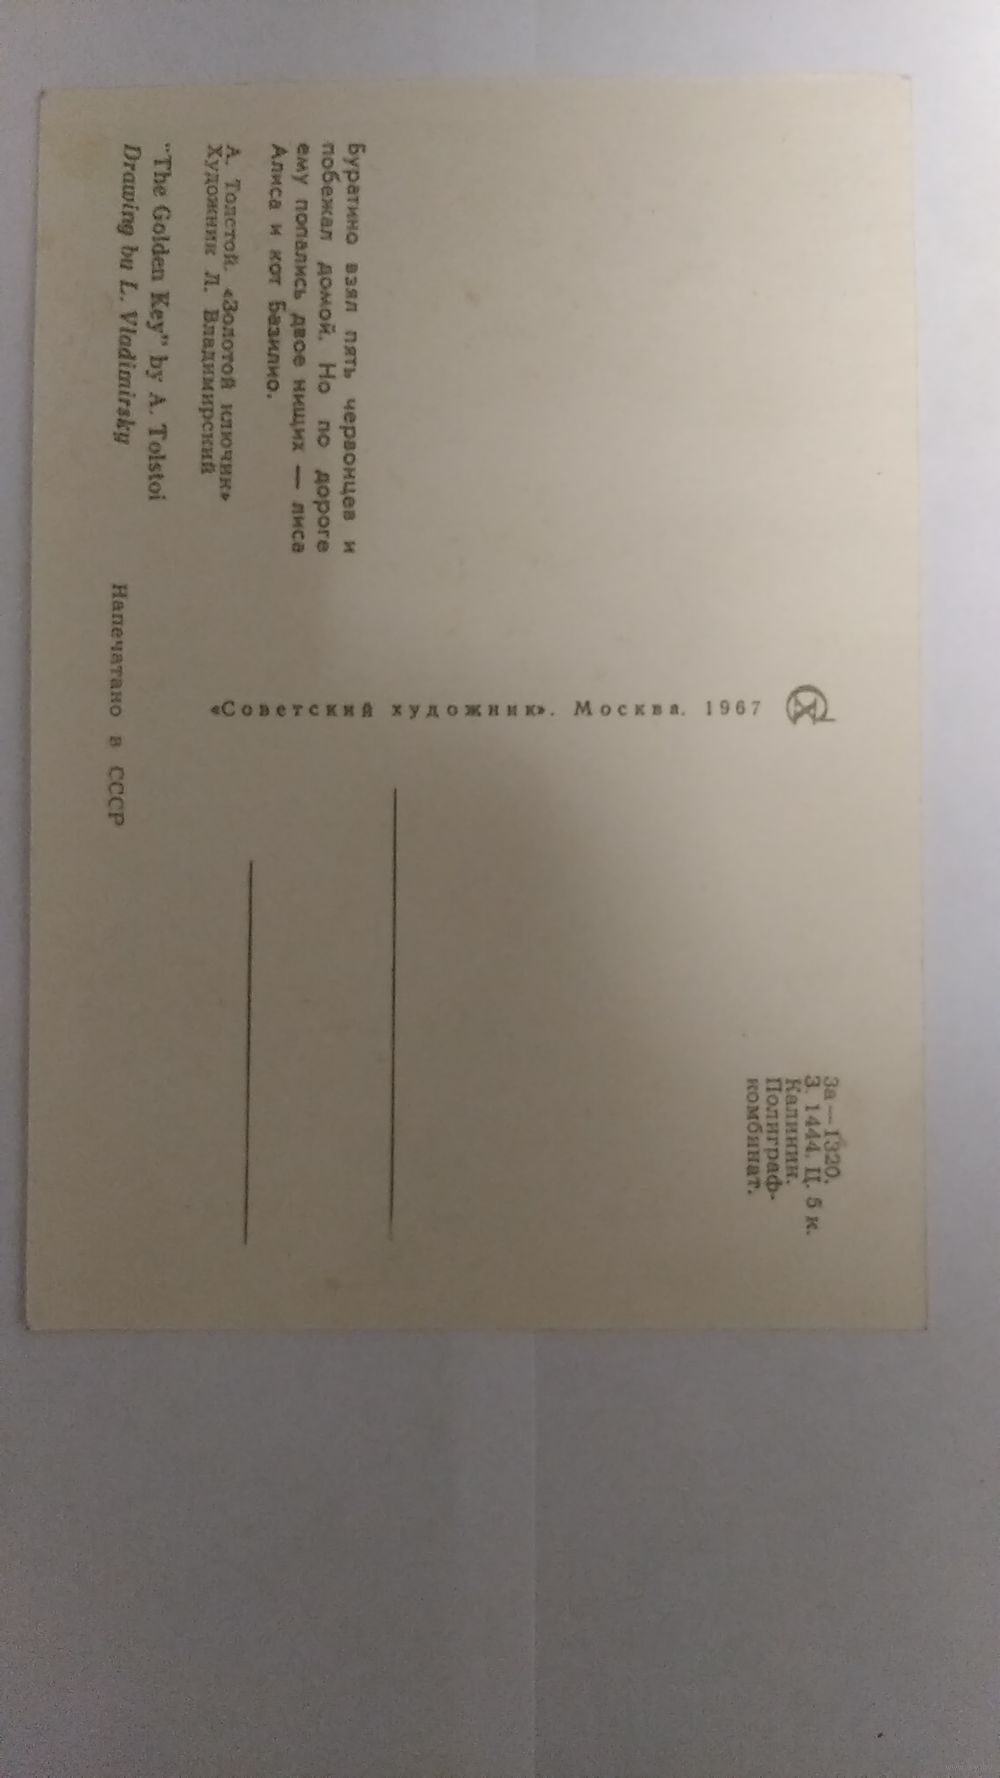 Буратино взял пять червонцев и
побежал домой. Но по дороге
ему попались двое нищих — лиса
Алиса и кот Базилио.
А. Толстой. «Золотой ключик»
Художник Л. Владимирский
"The Golden Key" by A. Tolstoi
Drawing bu L. Vladimirsky
Напечатано в СССР
«Советский художник». Москва. 1967
За — 1320.
З. 1444. Ц. 5 к.
Калинин.
Полиграф-
комбинат.